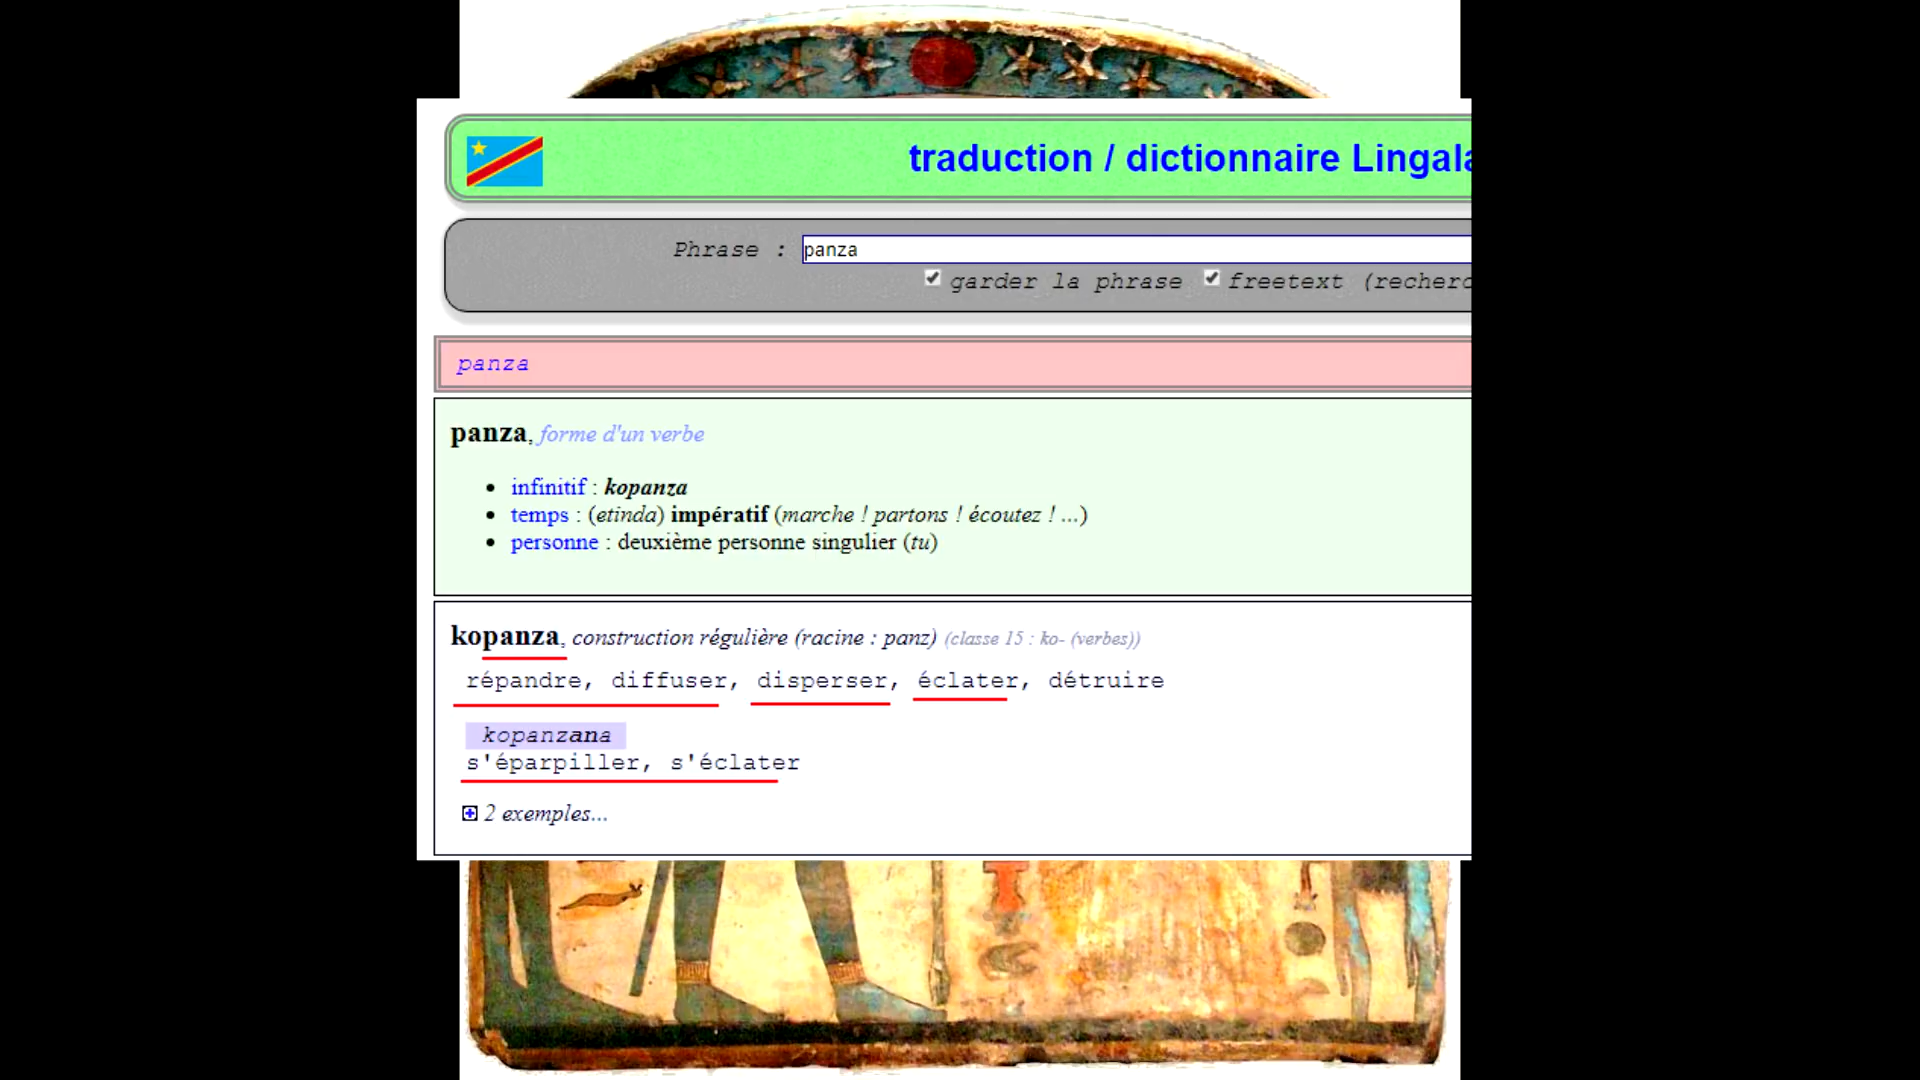 traduction / dictionnaire Lingala
Phrase : panza
garder la phrase freetext (recherc
panza
panza, forme d'un verbe
infinitif : kopanza
temps : (etinda) impératif (marche ! partons ! écoutez ! ...)
personne : deuxième personne singulier (tu)
kopanza, construction régulière (racine : panz) (classe 15 : ko- (verbes))
répandre, diffuser, disperser, éclater, détruire
kopanzana
s'éparpiller, s'éclater
2 exemples...